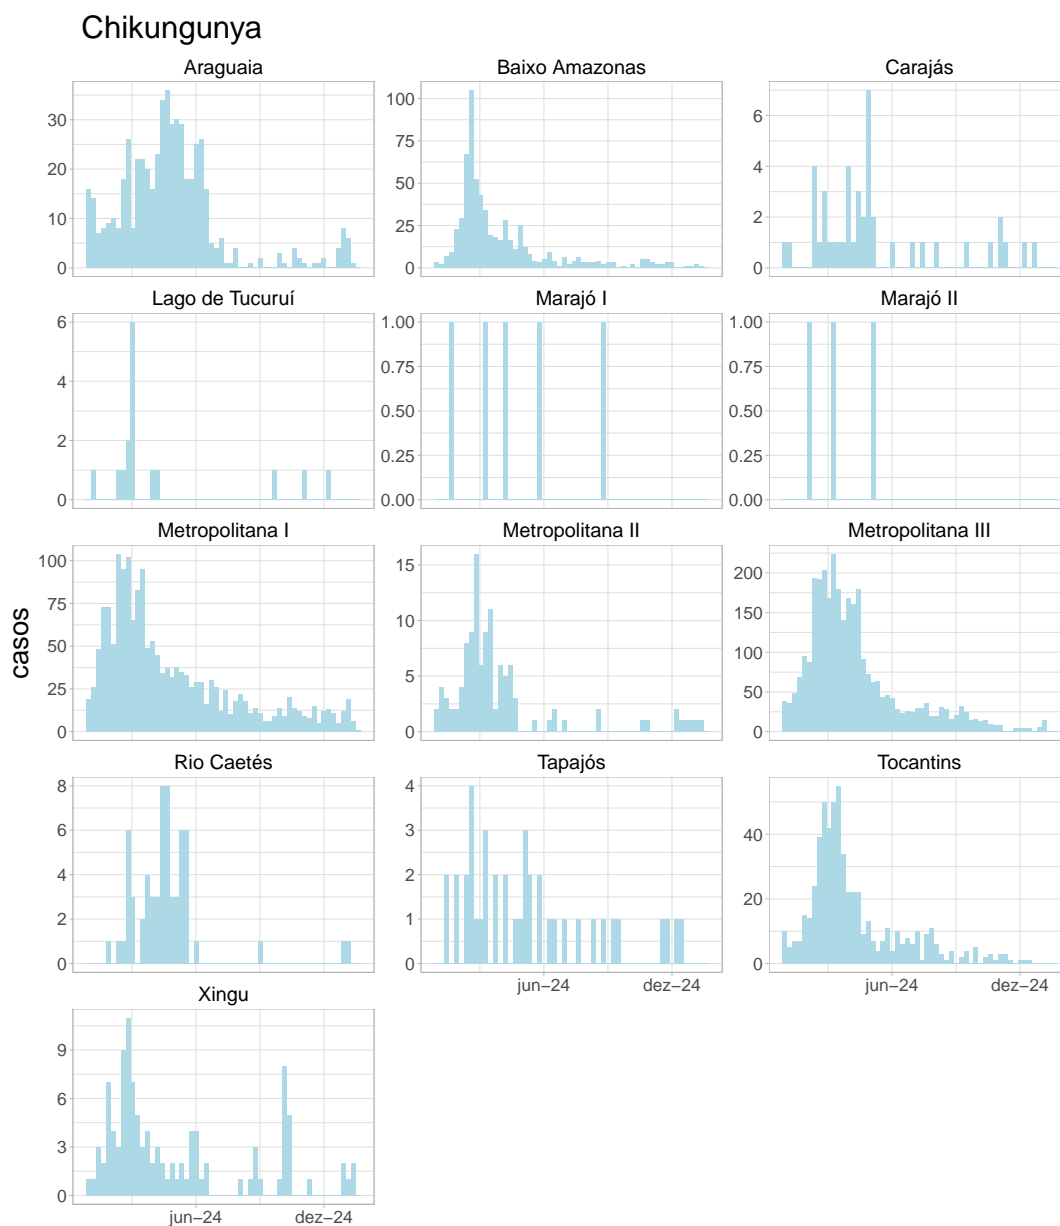 Chikungunya
Araguaia
Baixo Amazonas
Carajás
30
20
10
0
100
75
50
25
0
6
4
2
0
Lago de Tucuruí
Marajó I
Marajó II
6
4
2
0
1.00
0.75
0.50
0.25
0.00
1.00
0.75
0.50
0.25
0.00
Metropolitana I
Metropolitana II
Metropolitana III
100
75
50
25
0
15
10
5
0
200
150
100
50
0
casos
Rio Caetés
Tapajós
Tocantins
8
6
4
2
0
4
3
2
1
0
40
20
0
jun−24
dez−24
jun−24
dez−24
Xingu
9
6
3
0
jun−24
dez−24